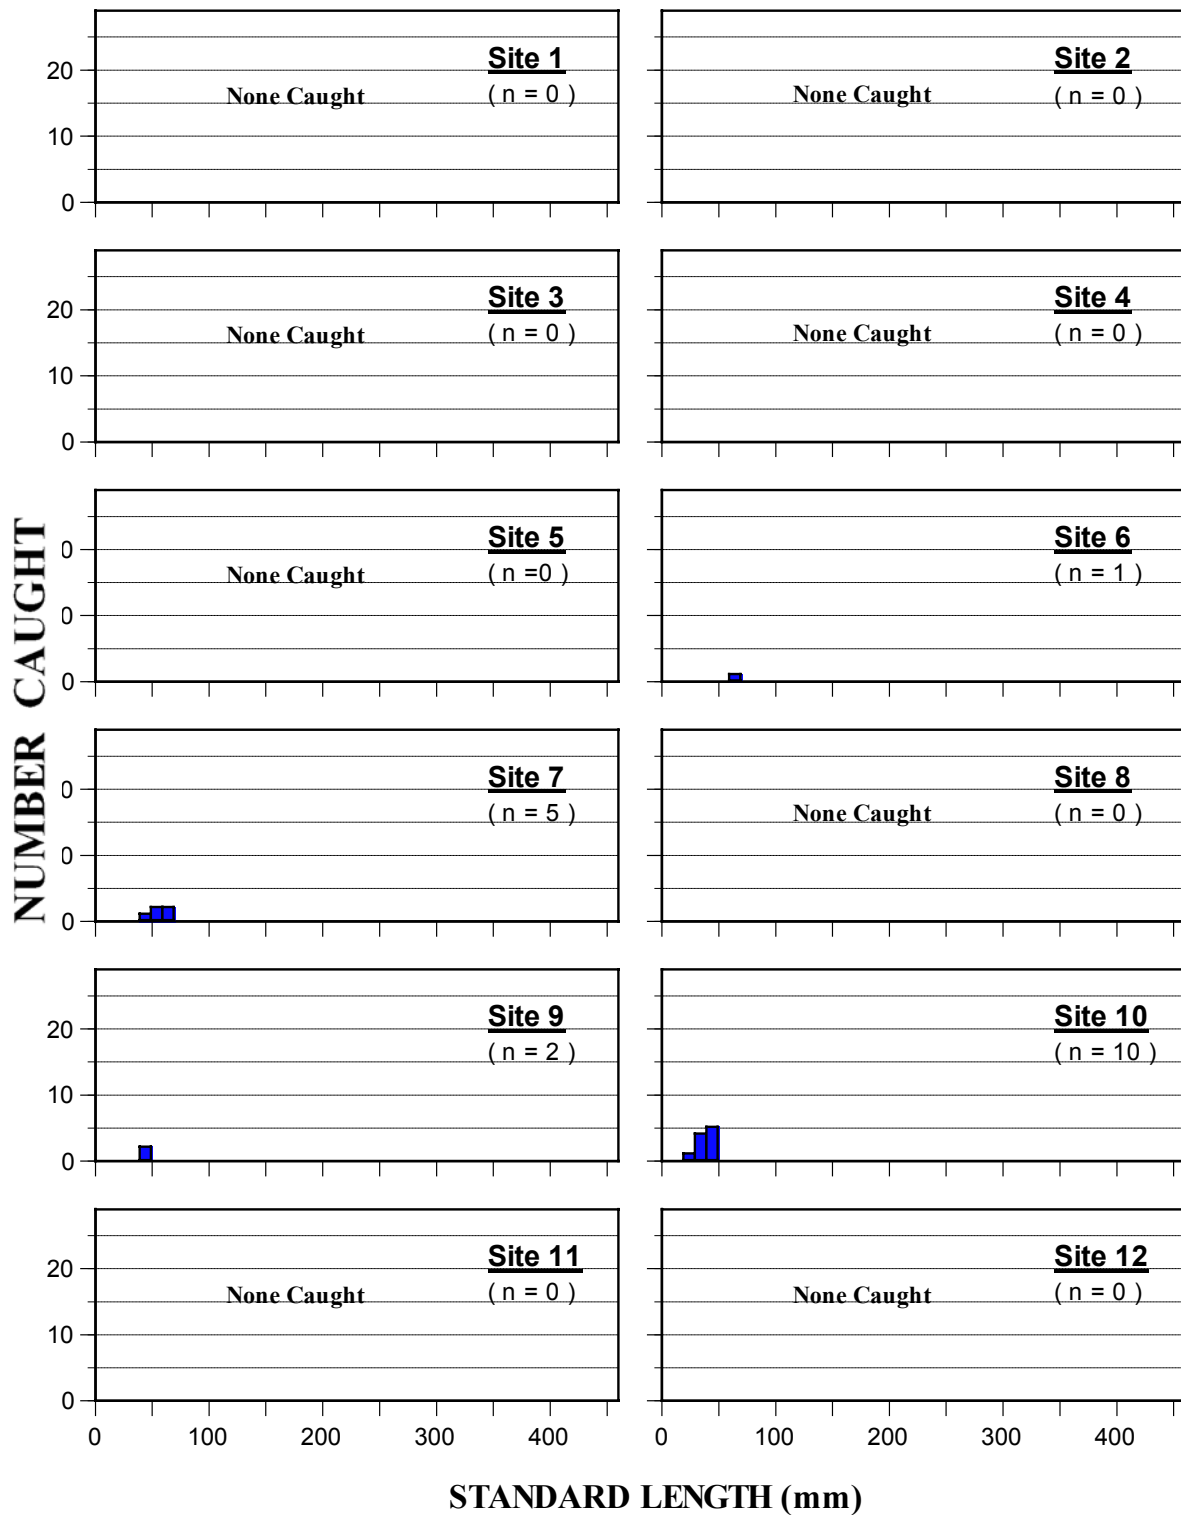 Site 1
Site 2
20
None Caught
( n = 0 )
None Caught
( n = 0 )
10
0
Site 3
Site 4
20
None Caught
( n = 0 )
None Caught
( n = 0 )
10
0
NUMBER CAUGHT
Site 5
Site 6
0
None Caught
( n =0 )
( n = 1 )
0
0
Site 7
Site 8
0
( n = 5 )
None Caught
( n = 0 )
0
0
Site 9
Site 10
20
( n = 2 )
( n = 10 )
10
0
Site 11
Site 12
20
None Caught
( n = 0 )
None Caught
( n = 0 )
10
0
0 100 200 300 400
0 100 200 300 400
STANDARD LENGTH (mm)